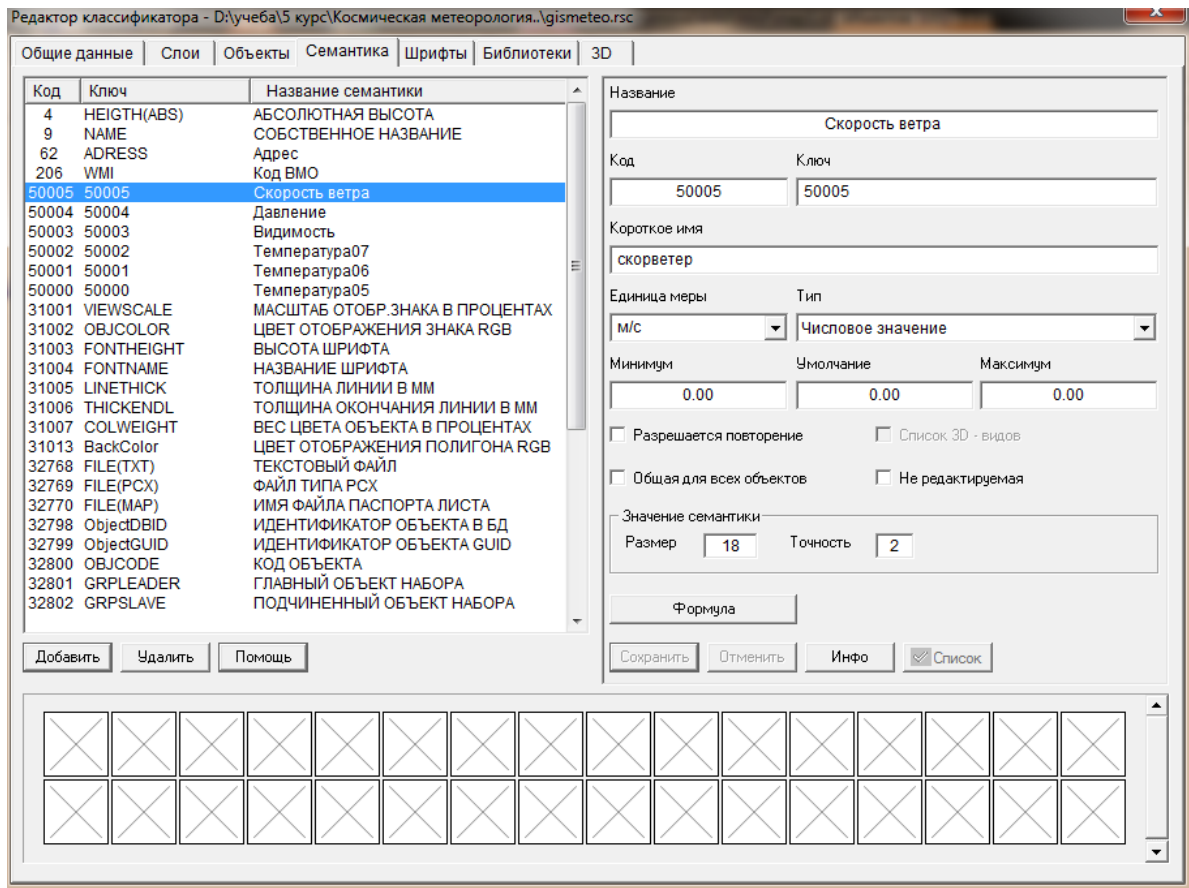 Редактор классификатора - D:\учеба\5 курс\Космическая метеорология..\gismeteo.rsc
Общие данные Слои Объекты Семантика Шрифты Библиотеки 3D
Код Ключ Название семантики
4 HEIGTH(ABS) АБСОЛЮТНАЯ ВЫСОТА
9 NAME СОБСТВЕННОЕ НАЗВАНИЕ
62 ADRESS Адрес
206 WMI Код ВМО
50005 50005 Скорость ветра
50004 50004 Давление
50003 50003 Видимость
50002 50002 Температура07
50001 50001 Температура06
50000 50000 Температура05
31001 VIEWSCALE МАСШТАБ ОТОБР.ЗНАКА В ПРОЦЕНТАХ
31002 OBJCOLOR ЦВЕТ ОТОБРАЖЕНИЯ ЗНАКА RGB
31003 FONTHEIGHT ВЫСОТА ШРИФТА
31004 FONTNAME НАЗВАНИЕ ШРИФТА
31005 LINETHICK ТОЛЩИНА ЛИНИИ В ММ
31006 THICKENDL ТОЛЩИНА ОКОНЧАНИЯ ЛИНИИ В ММ
31007 COLWEIGHT ВЕС ЦВЕТА ОБЪЕКТА В ПРОЦЕНТАХ
31013 BackColor ЦВЕТ ОТОБРАЖЕНИЯ ПОЛИГОНА RGB
32768 FILE(TXT) ТЕКСТОВЫЙ ФАЙЛ
32769 FILE(PCX) ФАЙЛ ТИПА PCX
32770 FILE(MAP) ИМЯ ФАЙЛА ПАСПОРТА ЛИСТА
32798 ObjectDBID ИДЕНТИФИКАТОР ОБЪЕКТА В БД
32799 ObjectGUID ИДЕНТИФИКАТОР ОБЪЕКТА GUID
32800 OBJCODE КОД ОБЪЕКТА
32801 GRPLEADER ГЛАВНЫЙ ОБЪЕКТ НАБОРА
32802 GRPSLAVE ПОДЧИНЕННЫЙ ОБЪЕКТ НАБОРА
Добавить Удалить Помощь
Название
Скорость ветра
Код Ключ
50005 50005
Короткое имя
скорветер
Единица меры Тип
м/с Числовое значение
Минимум Умолчание Максимум
0.00 0.00 0.00
Разрешается повторение Список 3D - видов
Общая для всех объектов Не редактируемая
Значение семантики
Размер 18 Точность 2
Формула
Сохранить Отменить Инфо Список